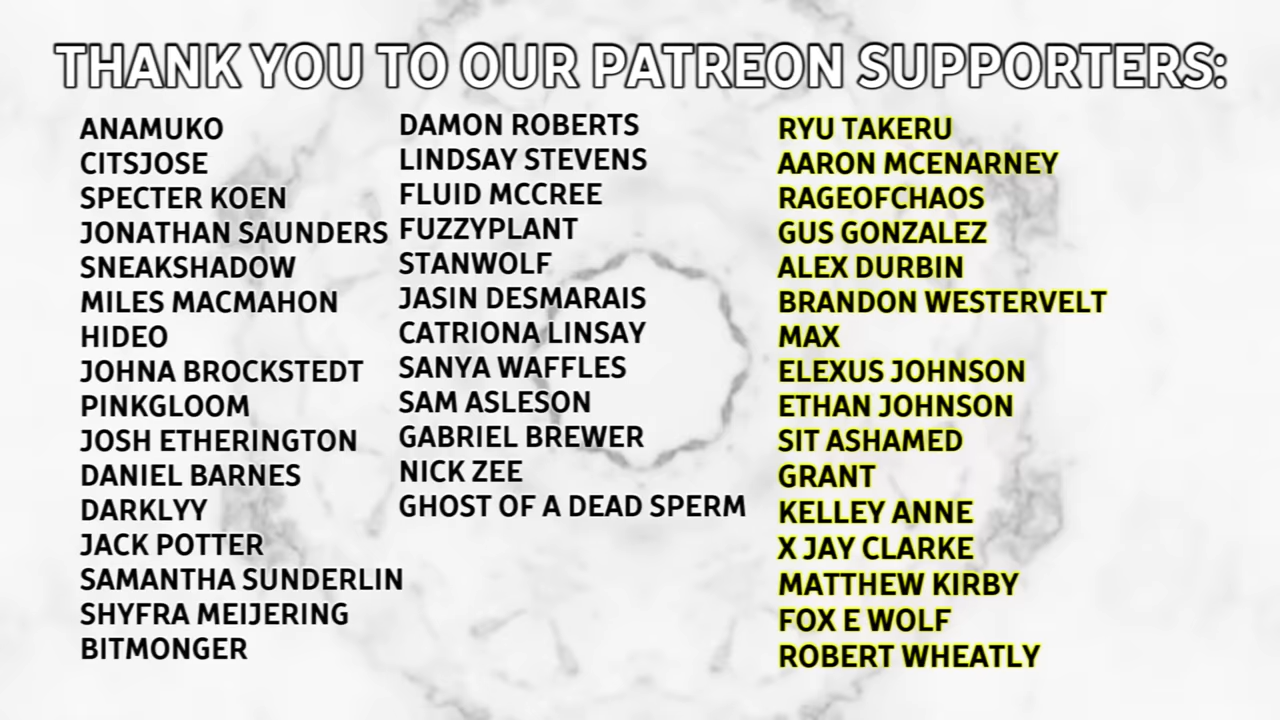 THANK YOU TO OUR PATREON SUPPORTERS:
ANAMUKO
CITSJOSE
SPECTER KOEN
JONATHAN SAUNDERS
SNEAKSHADOW
MILES MACMAHON
HIDEO
JOHNA BROCKSTEDT
PINKGLOOM
JOSH ETHERINGTON
DANIEL BARNES
DARKLYY
JACK POTTER
SAMANTHA SUNDERLIN
SHYFRA MEIJERING
BITMONGER
DAMON ROBERTS
LINDSAY STEVENS
FLUID MCCREE
FUZZYPLANT
STANWOLF
JASIN DESMARAIS
CATRIONA LINSAY
SANYA WAFFLES
SAM ASLESON
GABRIEL BREWER
NICK ZEE
GHOST OF A DEAD SPERM
RYU TAKERU
AARON MCENARNEY
RAGEOFCHAOS
GUS GONZALEZ
ALEX DURBIN
BRANDON WESTERVELT
MAX
ELEXUS JOHNSON
ETHAN JOHNSON
SIT ASHAMED
GRANT
KELLEY ANNE
X JAY CLARKE
MATTHEW KIRBY
FOX E WOLF
ROBERT WHEATLY